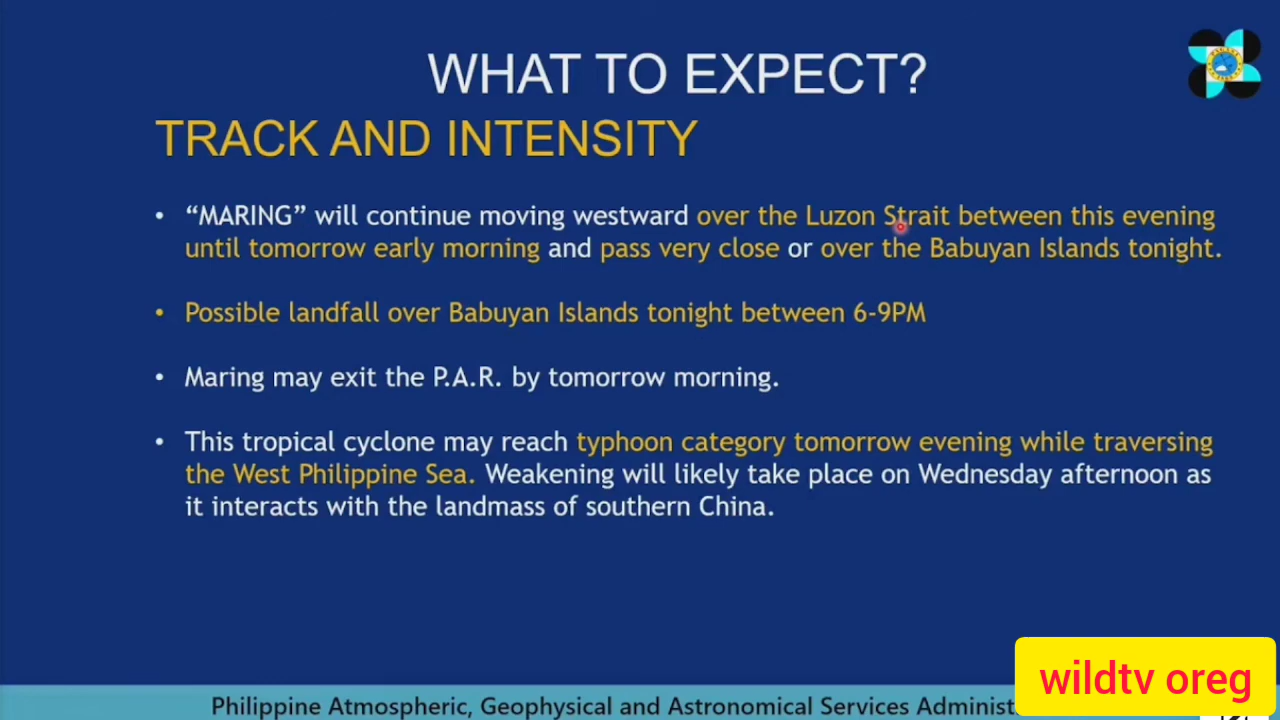 WHAT TO EXPECT?
TRACK AND INTENSITY
• “MARING” will continue moving westward over the Luzon Strait between this evening
until tomorrow early morning and pass very close or over the Babuyan Islands tonight.
• Possible landfall over Babuyan Islands tonight between 6-9PM
• Maring may exit the P.A.R. by tomorrow morning.
• This tropical cyclone may reach typhoon category tomorrow evening while traversing
the West Philippine Sea. Weakening will likely take place on Wednesday afternoon as
it interacts with the landmass of southern China.
wildtv oreg
Philippine Atmospheric, Geophysical and Astronomical Services